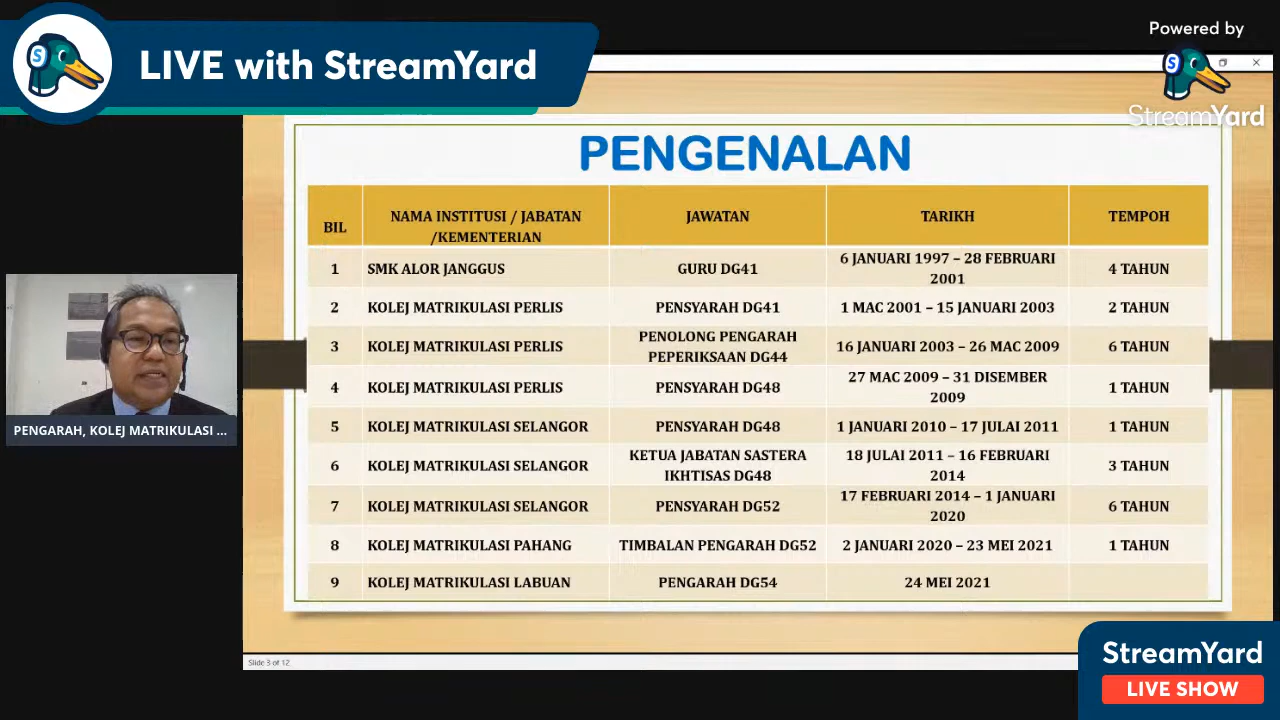 LIVE with StreamYard
Powered by
StreamYard
PENGENALAN
BIL
NAMA INSTITUSI / JABATAN
/KEMENTERIAN
JAWATAN
TARIKH
TEMPOH
1
SMK ALOR JANGGUS
GURU DG41
6 JANUARI 1997 – 28 FEBRUARI
2001
4 TAHUN
2
KOLEJ MATRIKULASI PERLIS
PENSYARAH DG41
1 MAC 2001 – 15 JANUARI 2003
2 TAHUN
3
KOLEJ MATRIKULASI PERLIS
PENOLONG PENGARAH
PEPERIKSAAN DG44
16 JANUARI 2003 – 26 MAC 2009
6 TAHUN
4
KOLEJ MATRIKULASI PERLIS
PENSYARAH DG48
27 MAC 2009 – 31 DISEMBER
2009
1 TAHUN
5
KOLEJ MATRIKULASI SELANGOR
PENSYARAH DG48
1 JANUARI 2010 – 17 JULAI 2011
1 TAHUN
6
KOLEJ MATRIKULASI SELANGOR
KETUA JABATAN SASTERA
IKHTISAS DG48
18 JULAI 2011 – 16 FEBRUARI
2014
3 TAHUN
7
KOLEJ MATRIKULASI SELANGOR
PENSYARAH DG52
17 FEBRUARI 2014 – 1 JANUARI
2020
6 TAHUN
8
KOLEJ MATRIKULASI PAHANG
TIMBALAN PENGARAH DG52
2 JANUARI 2020 – 23 MEI 2021
1 TAHUN
9
KOLEJ MATRIKULASI LABUAN
PENGARAH DG54
24 MEI 2021
PENGARAH, KOLEJ MATRIKULASI ...
Slide 3 of 12
StreamYard
LIVE SHOW